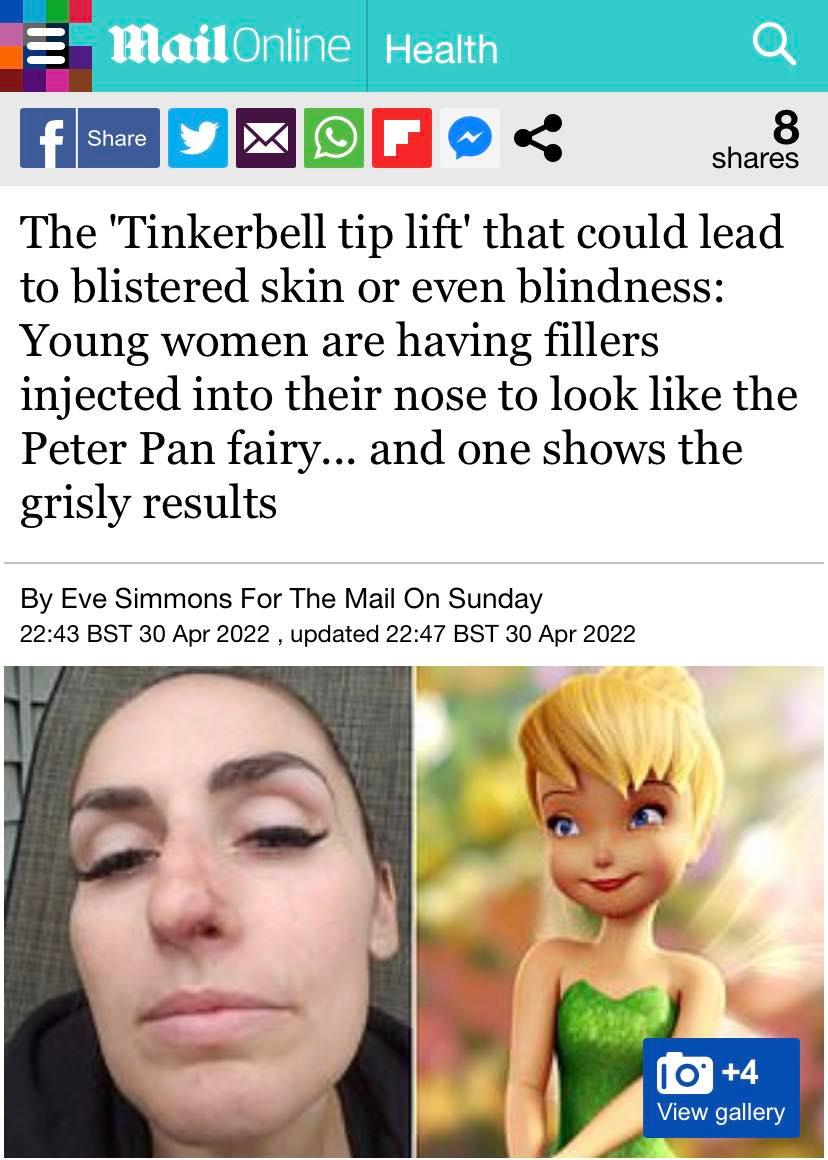 Mail Online Health
Share
8
shares
The 'Tinkerbell tip lift' that could lead
to blistered skin or even blindness:
Young women are having fillers
injected into their nose to look like the
Peter Pan fairy... and one shows the
grisly results
By Eve Simmons For The Mail On Sunday
22:43 BST 30 Apr 2022 , updated 22:47 BST 30 Apr 2022
+4
View gallery